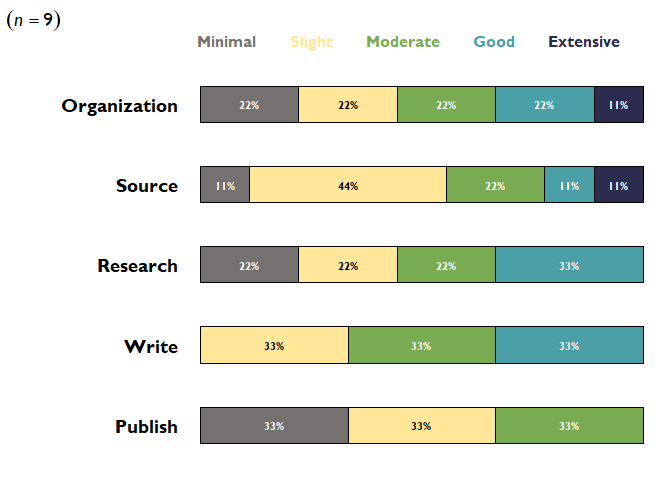 (n = 9)
Minimal Slight Moderate Good Extensive
Organization 22% 22% 22% 22% 11%
Source 11% 44% 22% 11% 11%
Research 22% 22% 22% 33%
Write 33% 33% 33%
Publish 33% 33% 33%